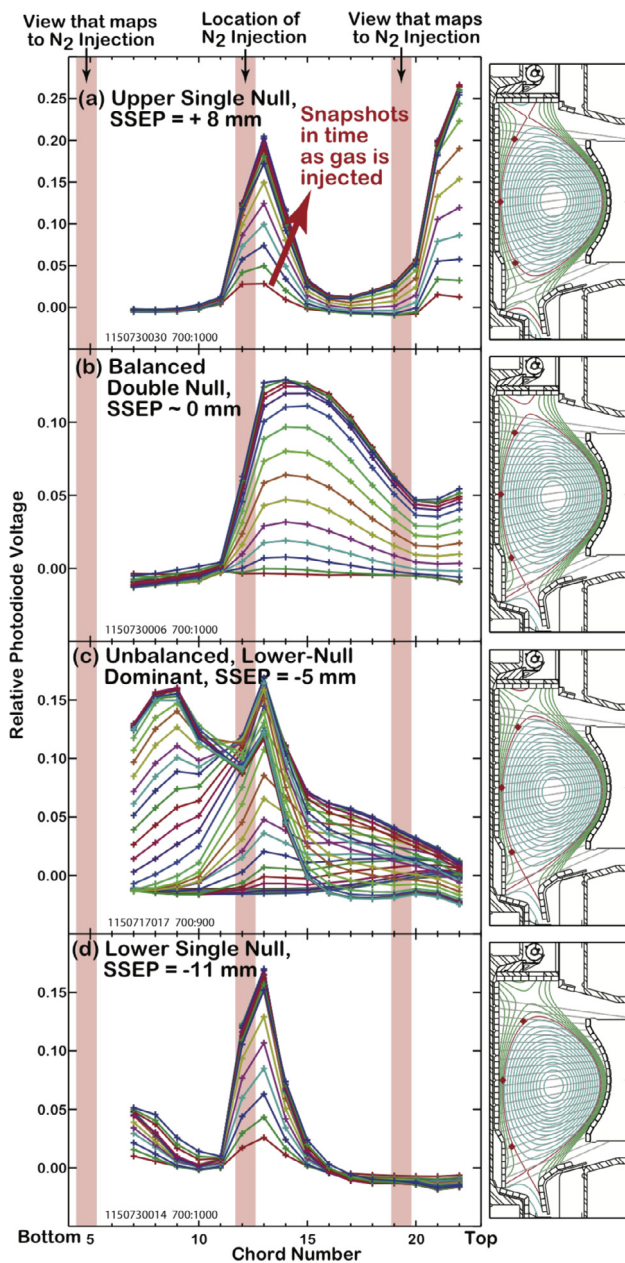 View that maps
to N2 Injection
Location of
N2 Injection
View that maps
to N2 Injection
(a) Upper Single Null,
SSEP = + 8 mm
Snapshots
in time
as gas is
injected
0.25
0.20
0.15
0.10
0.05
0.00
1150730030 700:1000
(b) Balanced
Double Null,
SSEP ~ 0 mm
0.10
0.05
0.00
1150730006 700:1000
Relative Photodiode Voltage
(c) Unbalanced, Lower-Null
Dominant, SSEP = -5 mm
0.15
0.10
0.05
0.00
1150717017 700:900
(d) Lower Single Null,
SSEP = -11 mm
0.15
0.10
0.05
0.00
1150730014 700:1000
Bottom 5 10 15 20 Top
Chord Number